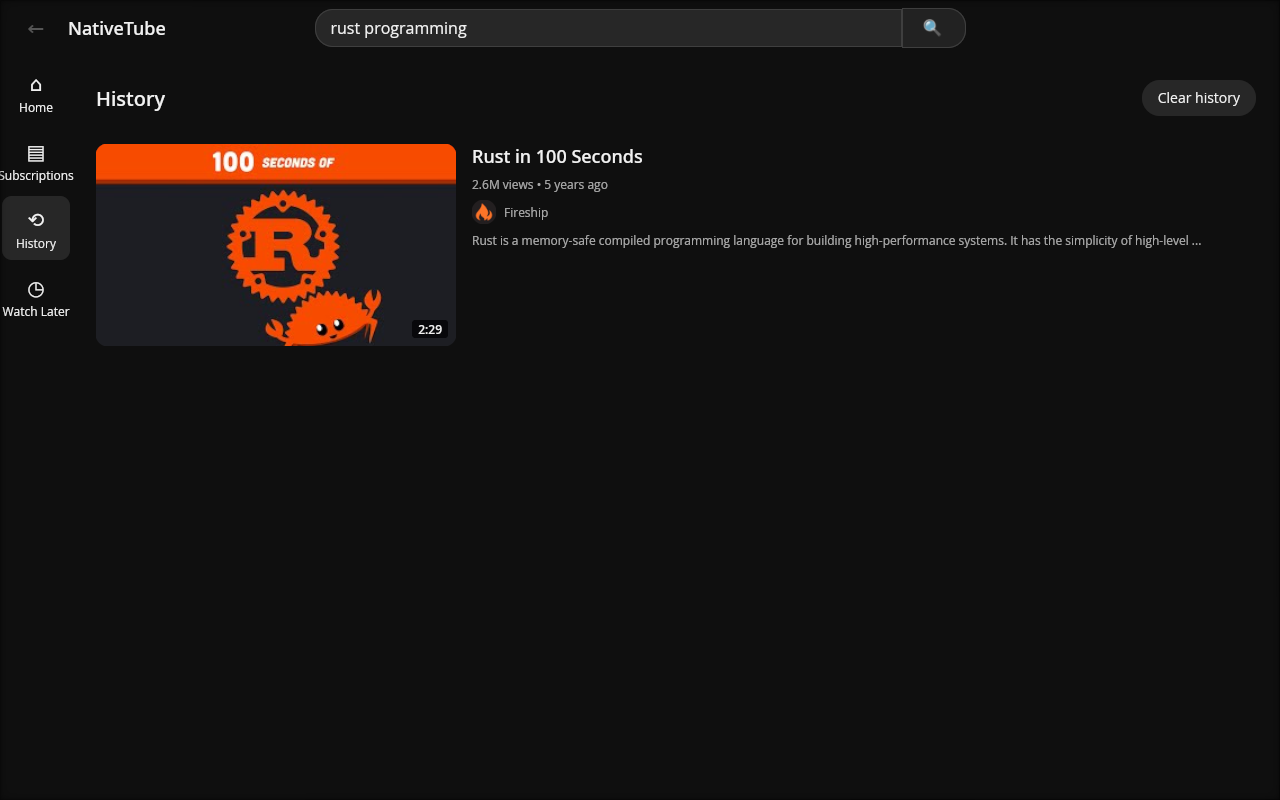 ← NativeTube
rust programming
Home
Subscriptions
History
Watch Later
History
Clear history
100 SECONDS OF
R
2:29
Rust in 100 Seconds
2.6M views • 5 years ago
Fireship
Rust is a memory-safe compiled programming language for building high-performance systems. It has the simplicity of high-level ...